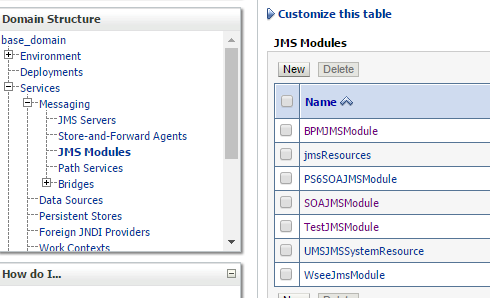 Domain Structure
base_domain
Environment
Deployments
Services
Messaging
JMS Servers
Store-and-Forward Agents
JMS Modules
Path Services
Bridges
Data Sources
Persistent Stores
Foreign JNDI Providers
Work Contexts
How do I...
Customize this table
JMS Modules
New Delete
Name
BPMJMSModule
jmsResources
PS6SOAJMSModule
SOAJMSModule
TestJMSModule
UMSJMSSystemResource
WseeJmsModule
New Delete